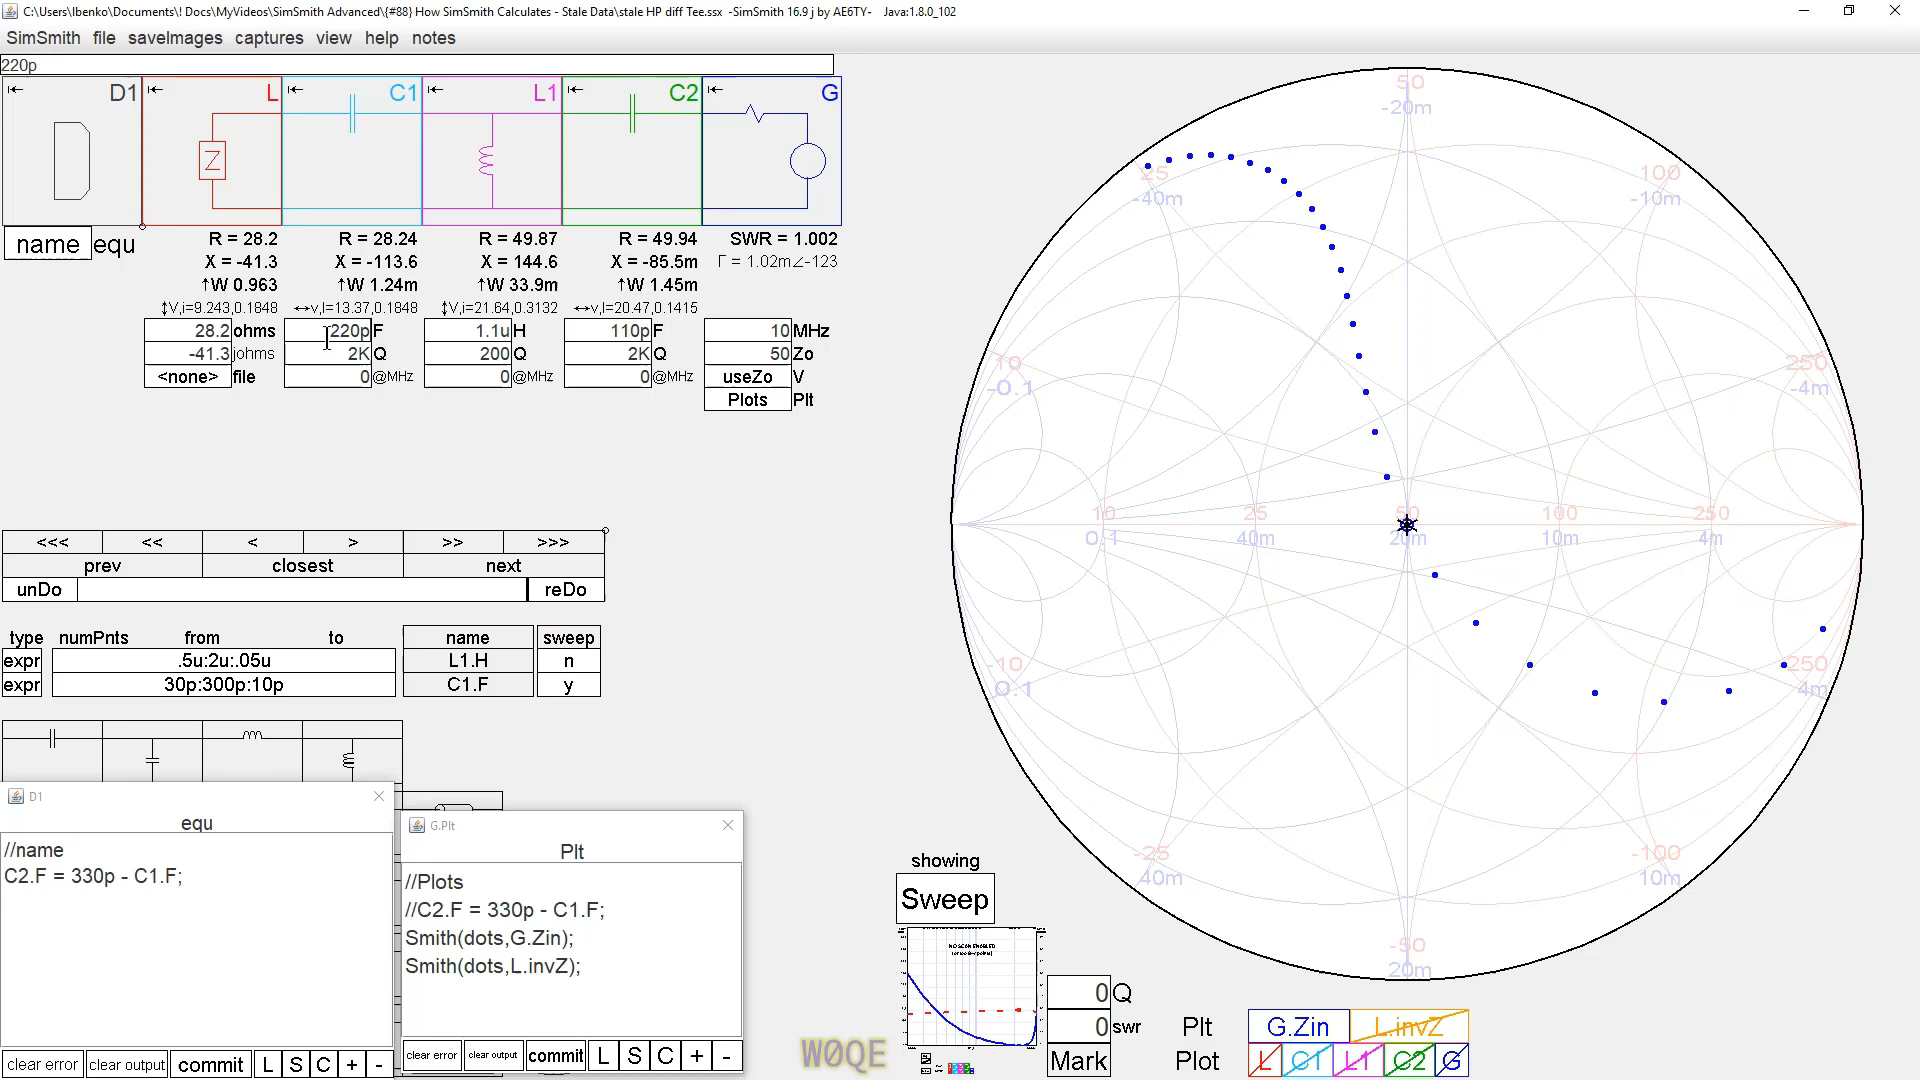 C:\Users\lbenko\Documents\! Docs\MyVideos\SimSmith Advanced\{#88} How SimSmith Calculates - Stale Data\stale HP diff Tee.ssx -SimSmith 16.9 j by AE6TY- Java:1.8.0_102
SimSmith file saveImages captures view help notes
220p
D1 L C1 L1 C2 G
Z
name equ
R = 28.2 R = 28.24 R = 49.87 R = 49.94 SWR = 1.002
X = -41.3 X = -113.6 X = 144.6 X = -85.5m Γ = 1.02m∠-123
↑W 0.963 ↑W 1.24m ↑W 33.9m ↑W 1.45m
↕V,i=9.243,0.1848 ↔v,I=13.37,0.1848 ↕V,i=21.64,0.3132 ↔v,I=20.47,0.1415
28.2 ohms 220p F 1.1u H 110p F 10 MHz
-41.3 johms 2K Q 200 Q 2K Q 50 Zo
<none> file 0 @MHz 0 @MHz 0 @MHz useZo V
Plots Plt
<<< << < > >> >>>
prev closest next
unDo reDo
type numPnts from to name sweep
expr .5u:2u:.05u L1.H n
expr 30p:300p:10p C1.F y
D1
equ
//name
C2.F = 330p - C1.F;
clear error clear output commit L S C + -
G.Plt
Plt
//Plots
//C2.F = 330p - C1.F;
Smith(dots,G.Zin);
Smith(dots,L.invZ);
clear error clear output commit L S C + -
50
-20m
25 100
-40m -10m
10 250
-0.1 -4m
10 25 50 100 250
0.1 40m 20m 10m 4m
-10 -250
0.1 4m
-25 -100
40m 10m
-50
20m
showing
Sweep
NO SCAN ENABLED
0 Q
0 swr
Mark
W0QE
Plt G.Zin L.invZ
Plot L C1 L1 C2 G